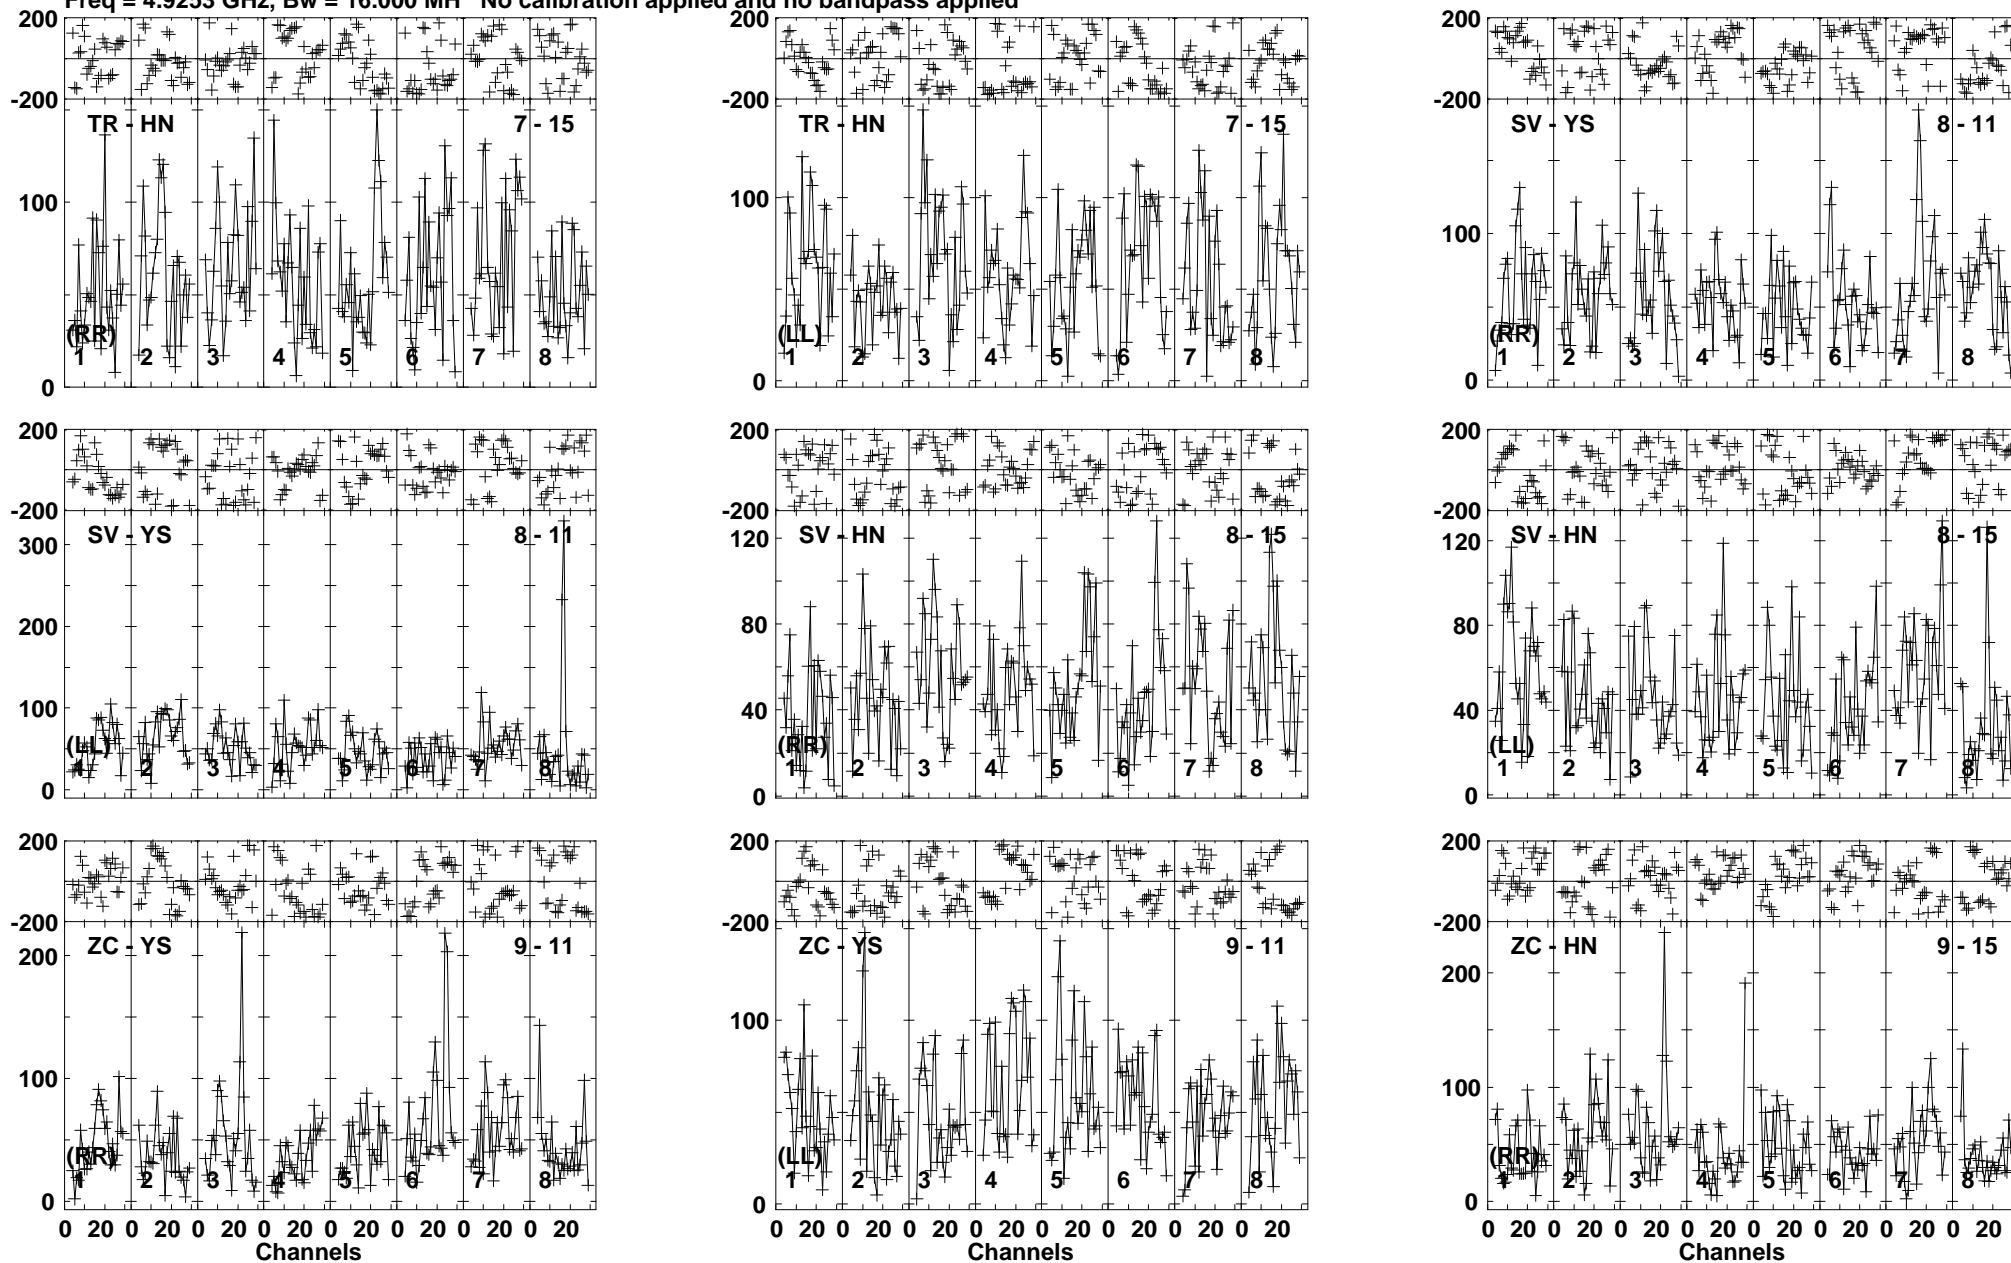 Freq = 4.9253 GHz, Bw = 16.000 MH No calibration applied and no bandpass applied
200 200 200
-200 -200 -200
TR - HN 7 - 15 TR - HN 7 - 15 SV - YS 8 - 11
100 100 100
(RR) (LL) (RR)
1 2 3 4 5 6 7 8 1 2 3 4 5 6 7 8 1 2 3 4 5 6 7 8
0 0 0
200 200 200
-200 -200 -200
SV - YS 8 - 11 SV - HN 8 - 15 SV - HN 8 - 15
300 120 120
200 80 80
100 40 40
(LL) (RR) (LL)
1 2 3 4 5 6 7 8 1 2 3 4 5 6 7 8 1 2 3 4 5 6 7 8
0 0 0
200 200 200
-200 -200 -200
ZC - YS 9 - 11 ZC - YS 9 - 11 ZC - HN 9 - 15
200 200
100 100 100
(RR) (LL) (RR)
1 2 3 4 5 6 7 8 1 2 3 4 5 6 7 8 1 2 3 4 5 6 7 8
0 0 0
0 20 0 20 0 20 0 20 0 20 0 20 0 20 0 20 0 20 0 20 0 20 0 20 0 20 0 20 0 20 0 20 0 20 0 20 0 20 0 20 0 20 0 20 0 20 0 20
Channels Channels Channels